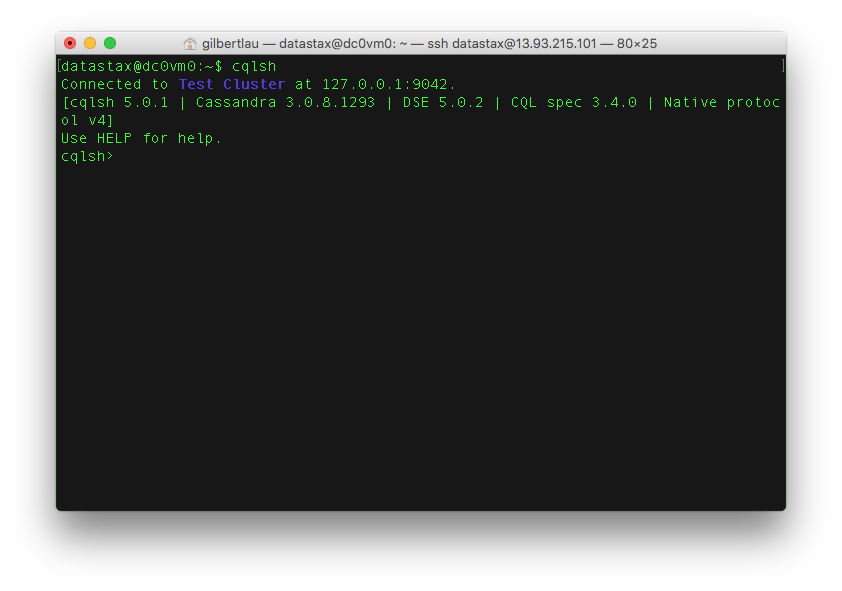 gilbertlau — datastax@dc0vm0: ~ — ssh datastax@13.93.215.101 — 80×25
[datastax@dc0vm0:~$ cqlsh ]
Connected to Test Cluster at 127.0.0.1:9042.
[cqlsh 5.0.1 | Cassandra 3.0.8.1293 | DSE 5.0.2 | CQL spec 3.4.0 | Native protoc
ol v4]
Use HELP for help.
cqlsh>